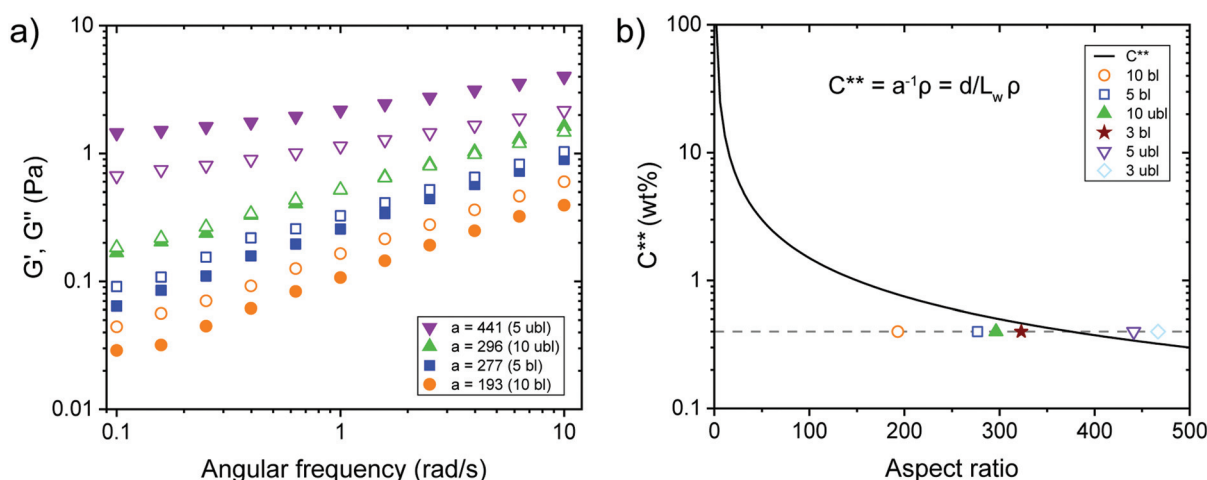 a)
10
1
0.1
0.01
G', G" (Pa)
0.1
1
10
Angular frequency (rad/s)
a = 441 (5 ubl)
a = 296 (10 ubl)
a = 277 (5 bl)
a = 193 (10 bl)
b)
100
10
1
0.1
C** (wt%)
0
100
200
300
400
500
Aspect ratio
C** = a⁻¹ρ = d/Lw ρ
C**
10 bl
5 bl
10 ubl
3 bl
5 ubl
3 ubl